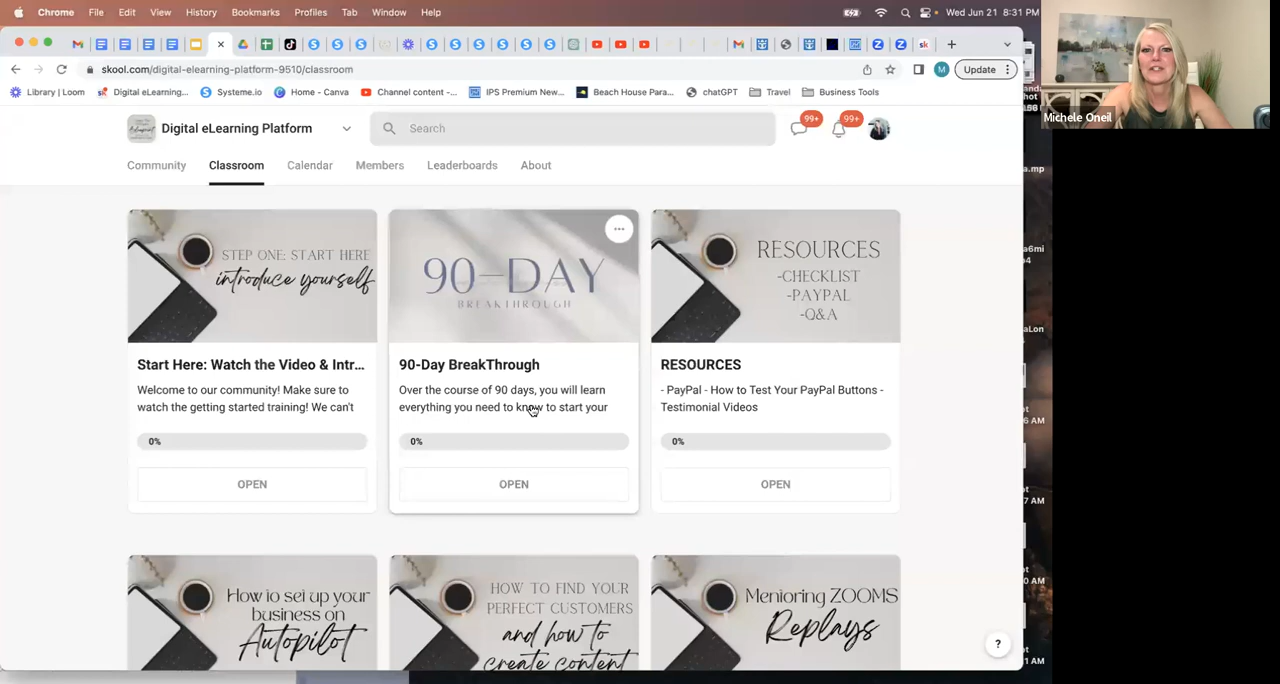 Chrome File Edit View History Bookmarks Profiles Tab Window Help
Wed Jun 21 8:31 PM
skool.com/digital-elearning-platform-9510/classroom
M
Update
Library | Loom
Digital eLearning...
Systeme.io
Home - Canva
Channel content -...
IPS Premium New...
Beach House Para...
chatGPT
Travel
Business Tools
Michele Oneil
Digital eLearning Platform
Search
99+
99+
Community
Classroom
Calendar
Members
Leaderboards
About
STEP ONE: START HERE
introduce yourself
Start Here: Watch the Video & Intr...
Welcome to our community! Make sure to
watch the getting started training! We can't
0%
OPEN
90-DAY
BREAKTHROUGH
90-Day BreakThrough
Over the course of 90 days, you will learn
everything you need to know to start your
0%
OPEN
RESOURCES
-CHECKLIST
-PAYPAL
-Q&A
RESOURCES
- PayPal - How to Test Your PayPal Buttons -
Testimonial Videos
0%
OPEN
How to set up your
business on
Autopilot
HOW TO FIND YOUR
PERFECT CUSTOMERS
and how to
create content
Mentoring ZOOMS
Replays
?